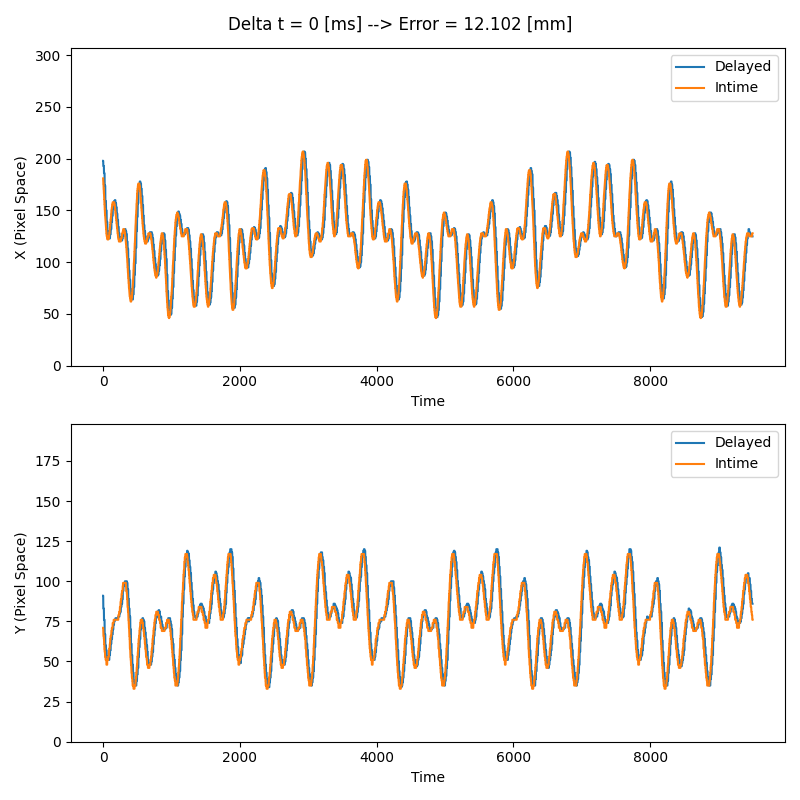 Delta t = 0 [ms] --> Error = 12.102 [mm]
300
250
200
150
100
50
0
X (Pixel Space)
Delayed
Intime
0 2000 4000 6000 8000
Time
175
150
125
100
75
50
25
0
Y (Pixel Space)
Delayed
Intime
0 2000 4000 6000 8000
Time